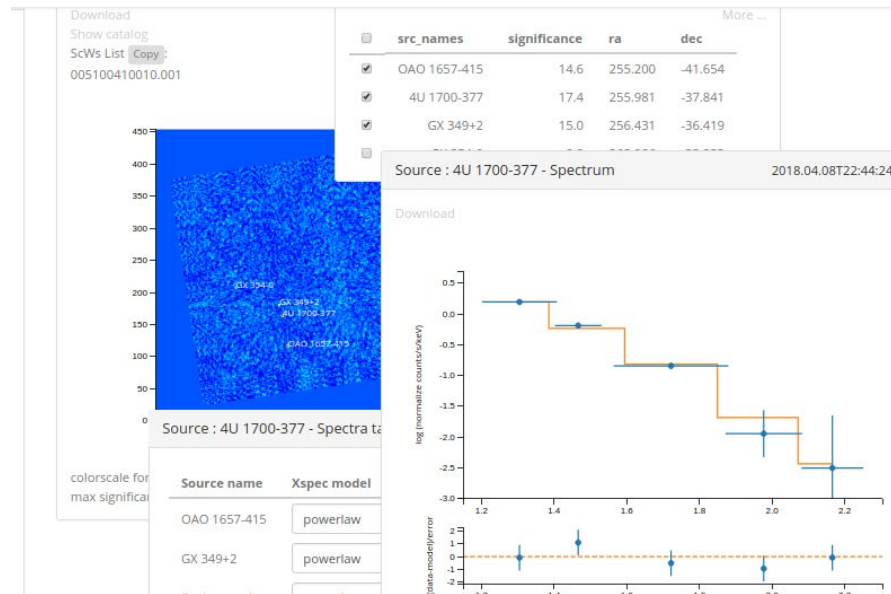 Download
Show catalog
ScWs List Copy :
005100410010.001
More ...
src_names significance ra dec
OAO 1657-415 14.6 255.200 -41.654
4U 1700-377 17.4 255.981 -37.841
GX 349+2 15.0 256.431 -36.419
450
400
350
300
250
200
150
100
50
0
GX 354-0
GX 349+2
4U 1700-377
OAO 1657-415
colorscale for
max significa
Source : 4U 1700-377 - Spectra ta
Source name Xspec model
OAO 1657-415 powerlaw
GX 349+2 powerlaw
Source : 4U 1700-377 - Spectrum 2018.04.08T22:44:24
Download
log (normalize counts/s/keV)
0.5
0.0
-0.5
-1.0
-1.5
-2.0
-2.5
-3.0
1.2 1.4 1.6 1.8 2.0 2.2
(data-model)/error
2
1
0
-1
-2